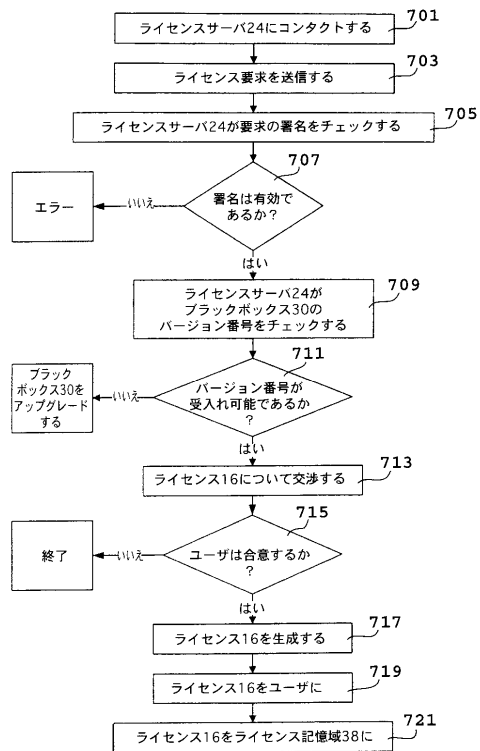 ライセンスサーバ24にコンタクトする
701
ライセンス要求を送信する
703
ライセンスサーバ24が要求の署名をチェックする
705
707
署名は有効で
あるか?
いいえ
エラー
はい
ライセンスサーバ24が
ブラックボックス30の
バージョン番号をチェックする
709
711
バージョン番号が
受入れ可能であるか
?
いいえ
ブラック
ボックス30を
アップグレード
する
はい
ライセンス16について交渉する
713
715
ユーザは合意するか
?
いいえ
終了
はい
ライセンス16を生成する
717
ライセンス16をユーザに
719
ライセンス16をライセンス記憶域38に
721